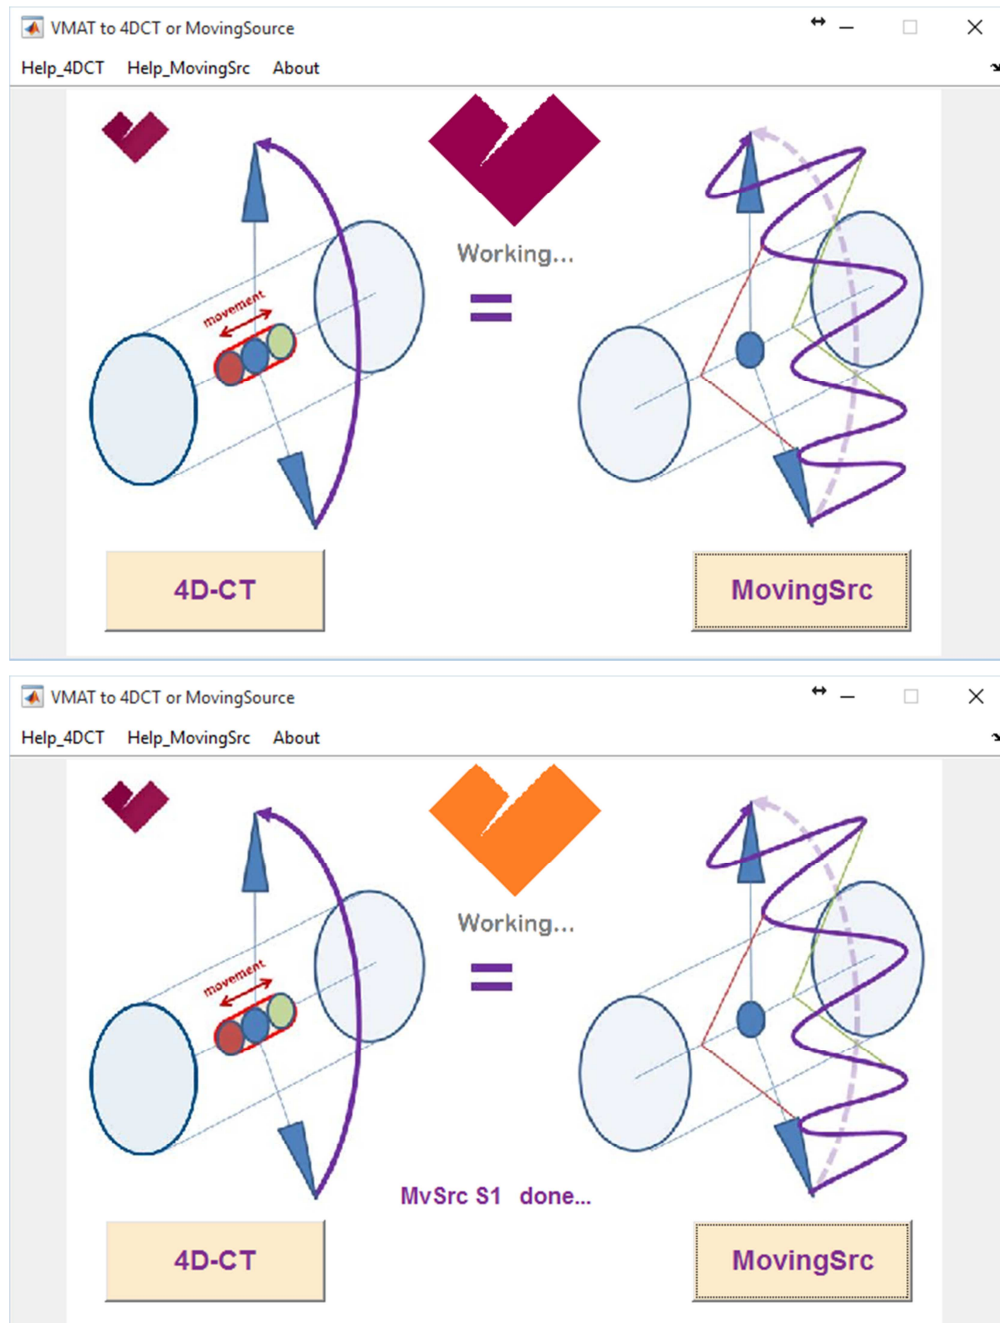 VMAT to 4DCT or MovingSource
Help_4DCT Help_MovingSrc About
movement
Working...
4D-CT
MovingSrc
VMAT to 4DCT or MovingSource
Help_4DCT Help_MovingSrc About
movement
Working...
MvSrc S1 done...
4D-CT
MovingSrc